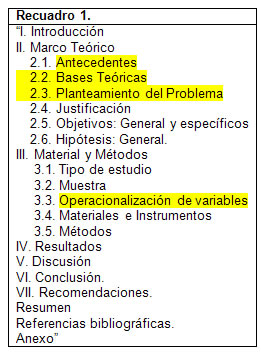 Recuadro 1.
“I. Introducción
II. Marco Teórico
2.1. Antecedentes
2.2. Bases Teóricas
2.3. Planteamiento del Problema
2.4. Justificación
2.5. Objetivos: General y específicos
2.6. Hipótesis: General.
III. Material y Métodos
3.1. Tipo de estudio
3.2. Muestra
3.3. Operacionalización de variables
3.4. Materiales e Instrumentos
3.5. Métodos
IV. Resultados
V. Discusión
VI. Conclusión.
VII. Recomendaciones.
Resumen
Referencias bibliográficas.
Anexo”